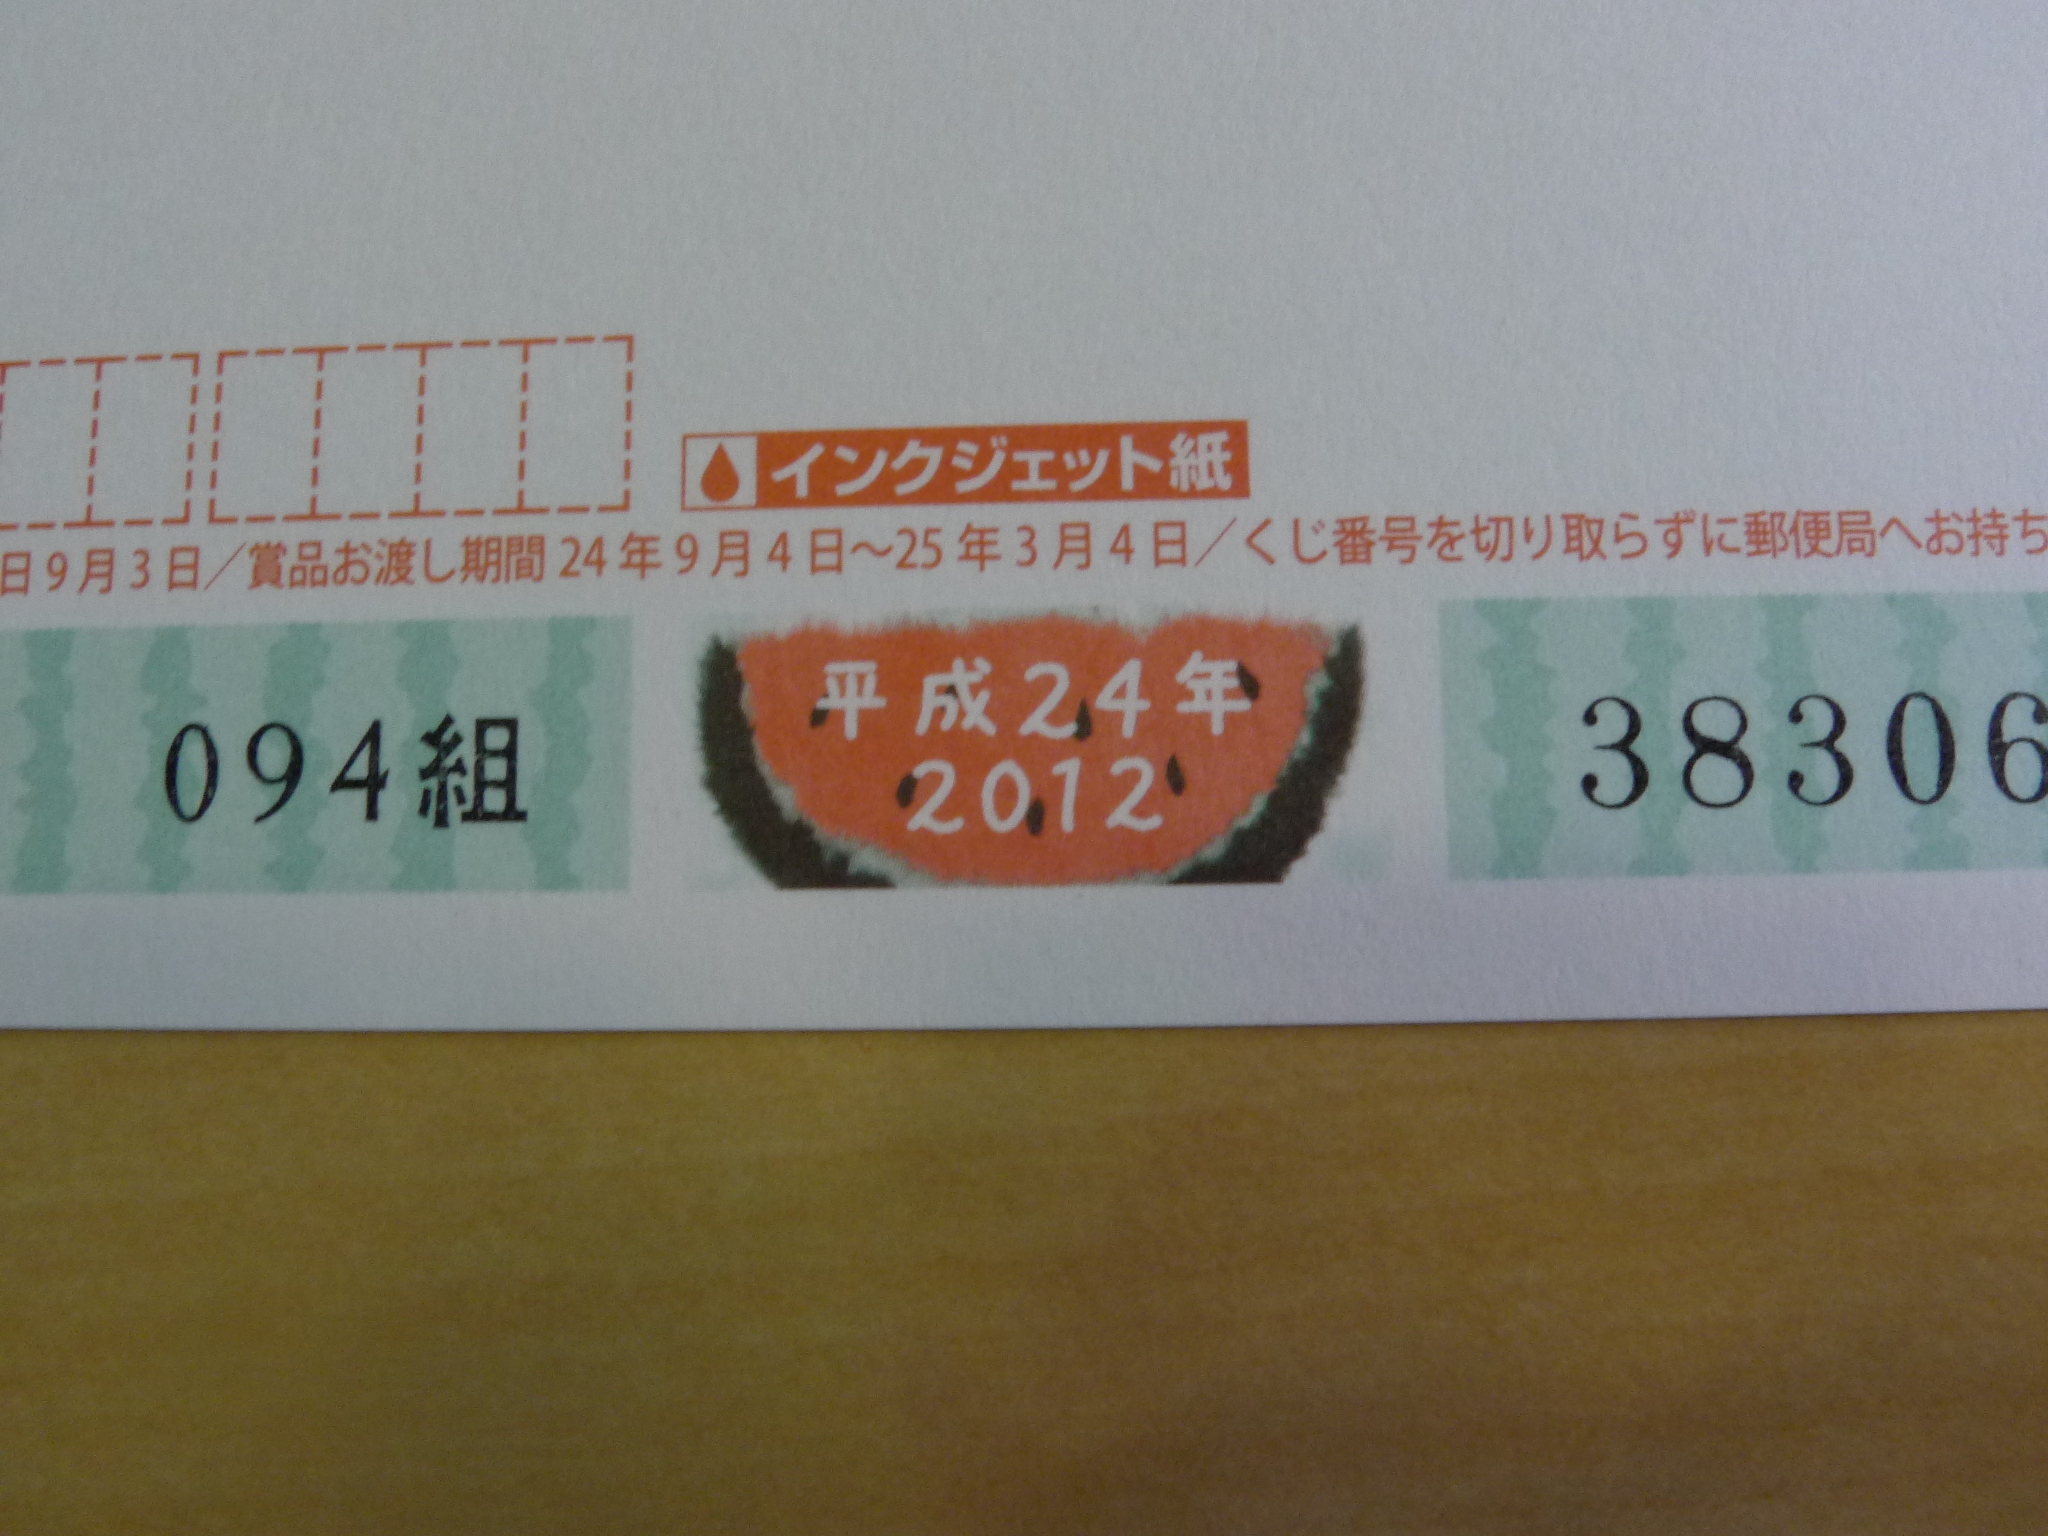 インクジェット紙
日9月3日／賞品お渡し期間 24年9月4日～25年3月4日／くじ番号を切り取らずに郵便局へお持ち
094組
平成24年
2012
38306